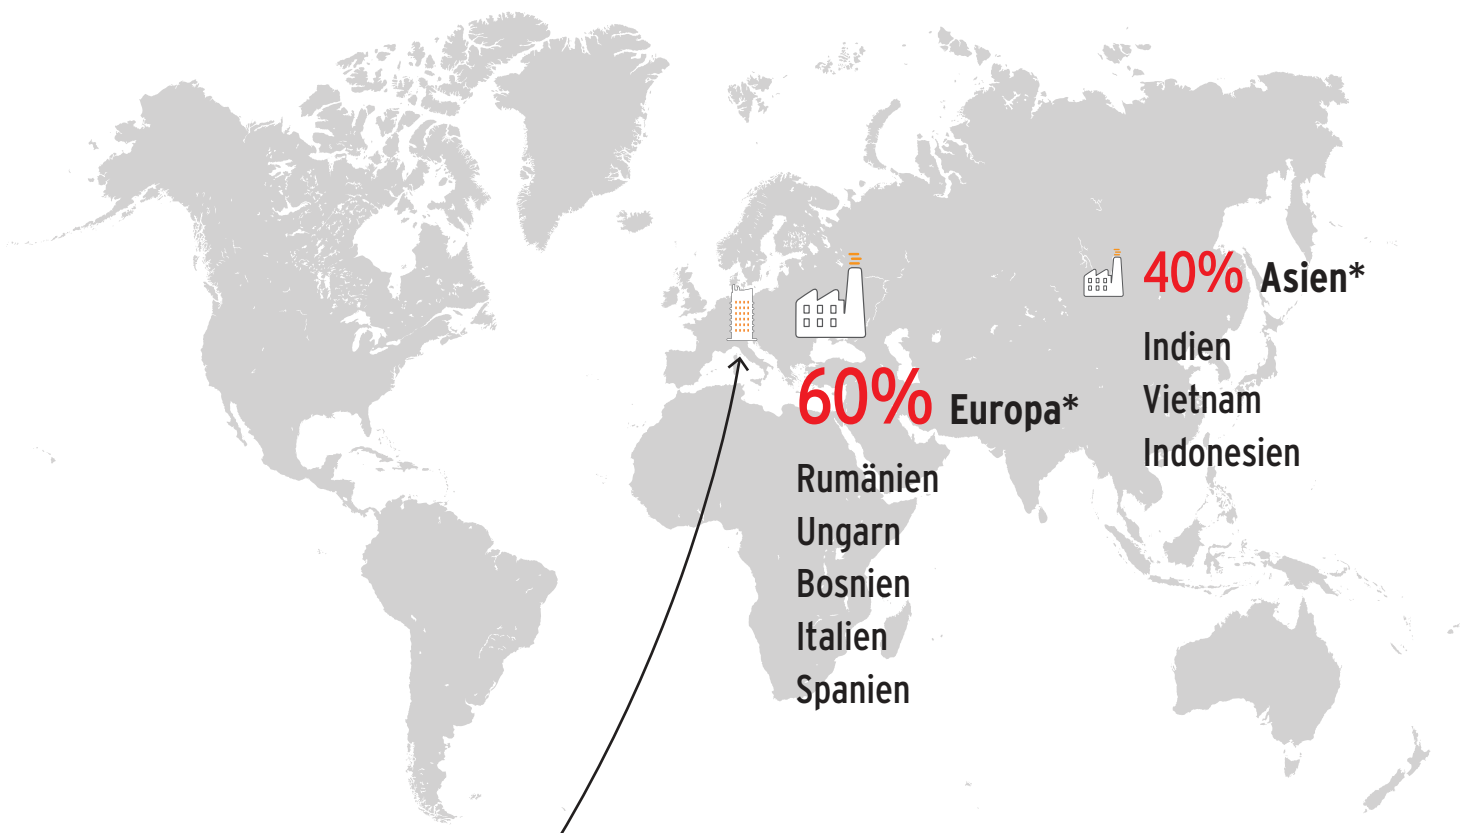 40% Asien*
Indien
Vietnam
Indonesien
60% Europa*
Rumänien
Ungarn
Bosnien
Italien
Spanien